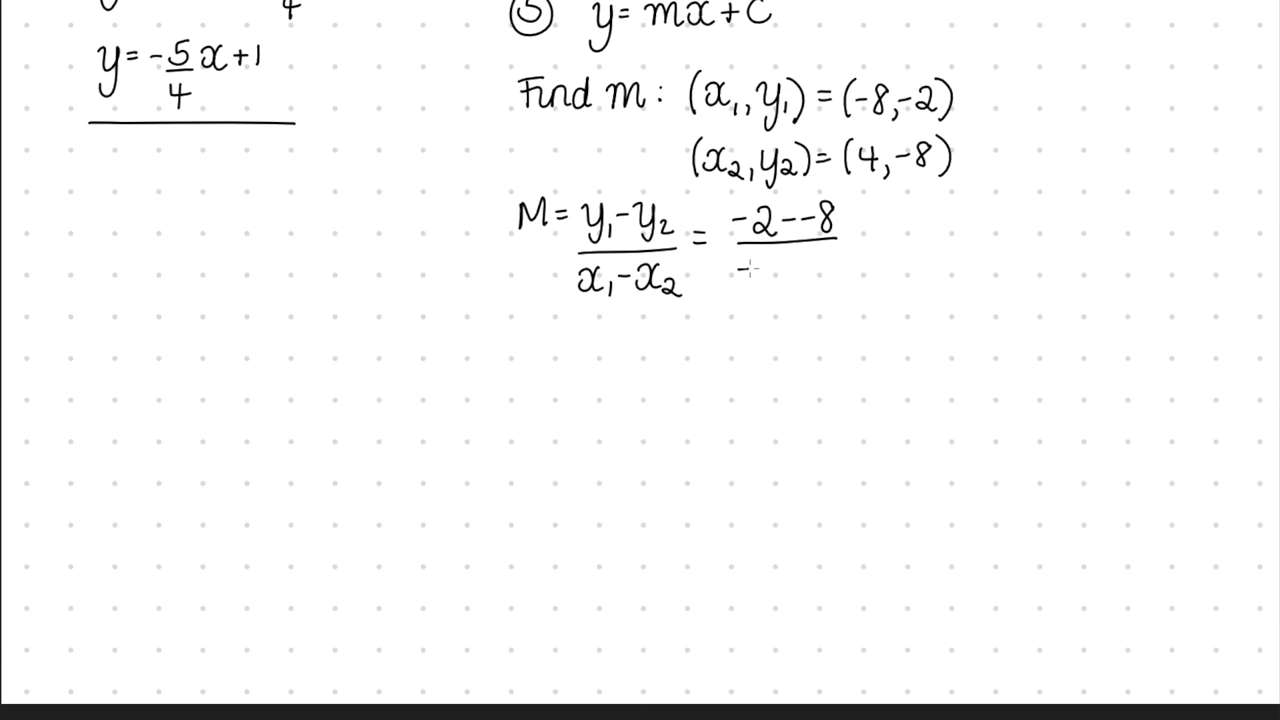 y = -5/4 x + 1
⑤ y = mx + c
Find m : (x₁, y₁) = (-8, -2)
(x₂, y₂) = (4, -8)
M = y₁ - y₂ / x₁ - x₂ = -2 - -8 / -